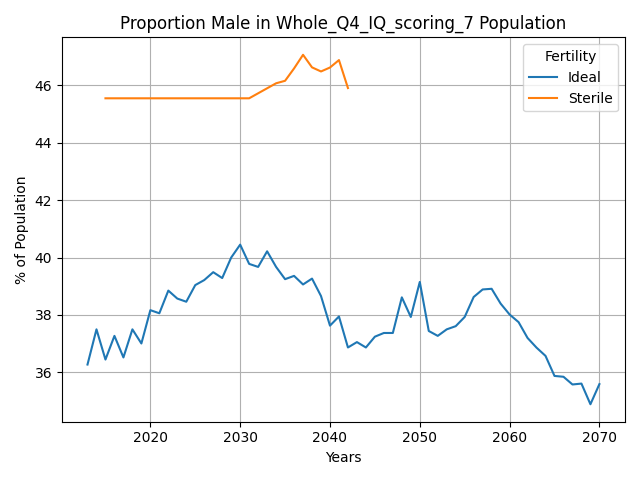 Proportion Male in Whole_Q4_IQ_scoring_7 Population
Fertility
Ideal
Sterile
% of Population
46
44
42
40
38
36
2020
2030
2040
2050
2060
2070
Years